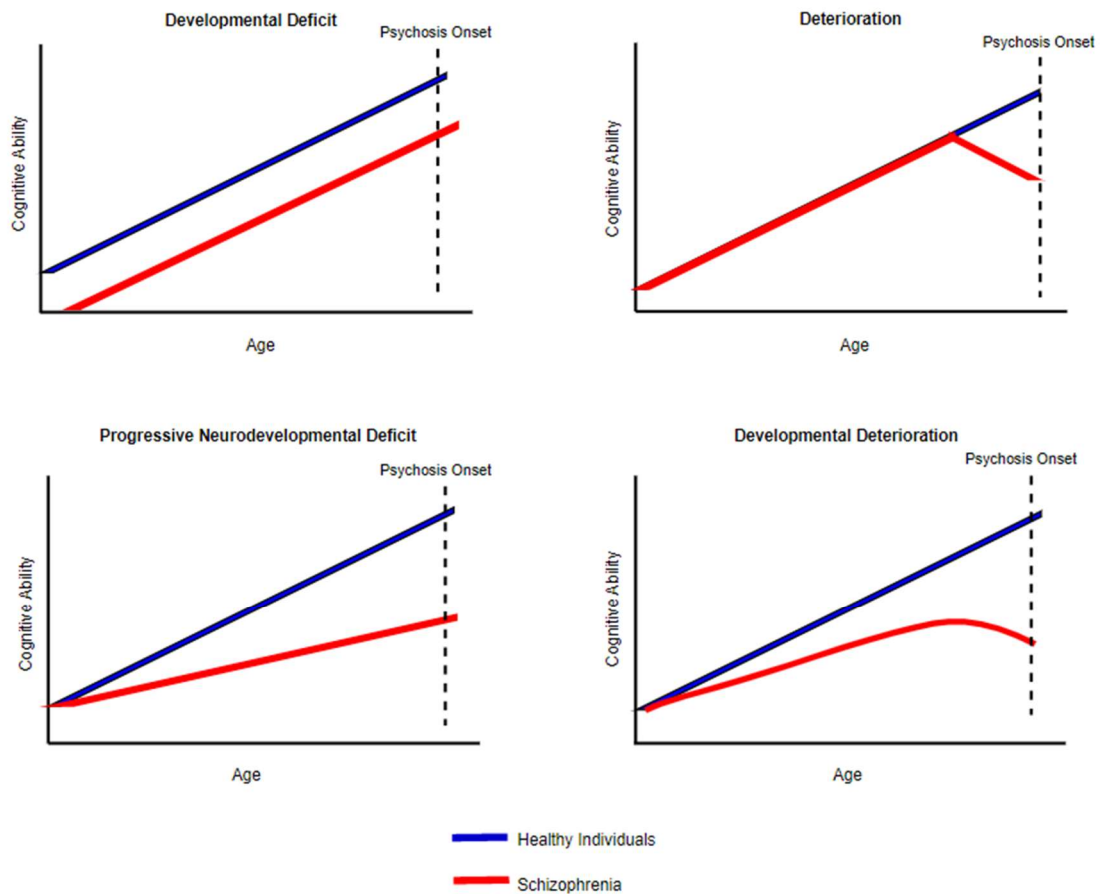 Developmental Deficit
Psychosis Onset
Cognitive Ability
Age
Deterioration
Psychosis Onset
Cognitive Ability
Age
Progressive Neurodevelopmental Deficit
Psychosis Onset
Cognitive Ability
Age
Developmental Deterioration
Psychosis Onset
Cognitive Ability
Age
Healthy Individuals
Schizophrenia